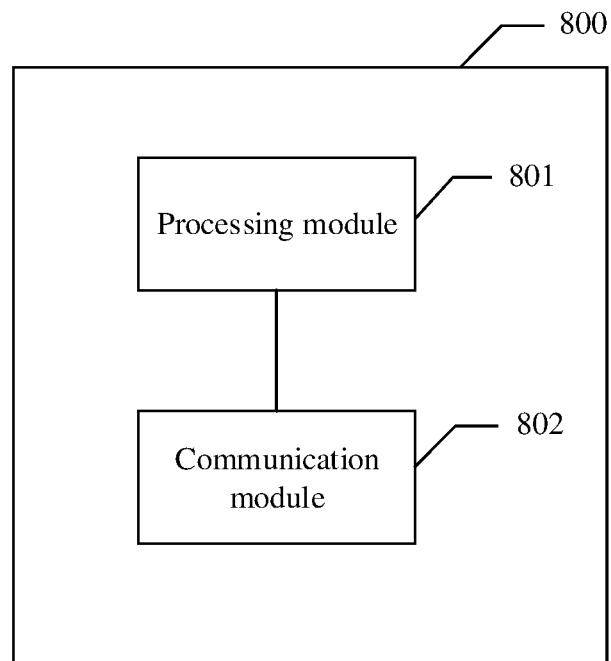 800
801
Processing module
802
Communication
module